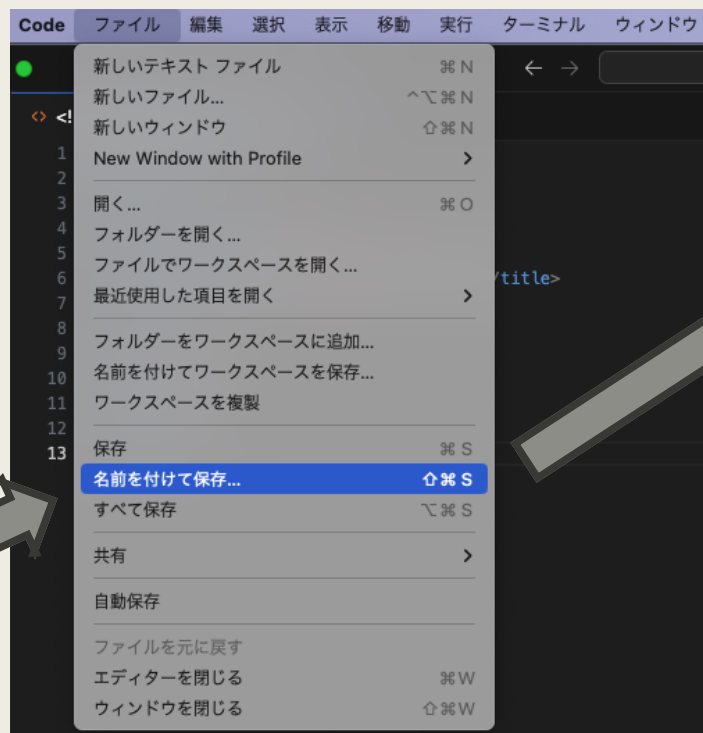 Code ファイル 編集 選択 表示 移動 実行 ターミナル ウィンドウ
新しいテキスト ファイル ⌘ N
← →
新しいファイル... ^⌥⌘ N
<> <!
新しいウィンドウ ⇧⌘ N
1
New Window with Profile >
2
3
開く... ⌘ O
4
フォルダーを開く...
5
ファイルでワークスペースを開く...
6 /title>
最近使用した項目を開く >
7
8
フォルダーをワークスペースに追加...
9
名前を付けてワークスペースを保存...
10
ワークスペースを複製
11
12
保存 ⌘ S
13
名前を付けて保存... ⇧⌘ S
すべて保存 ⌥⌘ S
共有 >
自動保存
ファイルを元に戻す
エディターを閉じる ⌘W
ウィンドウを閉じる ⇧⌘W